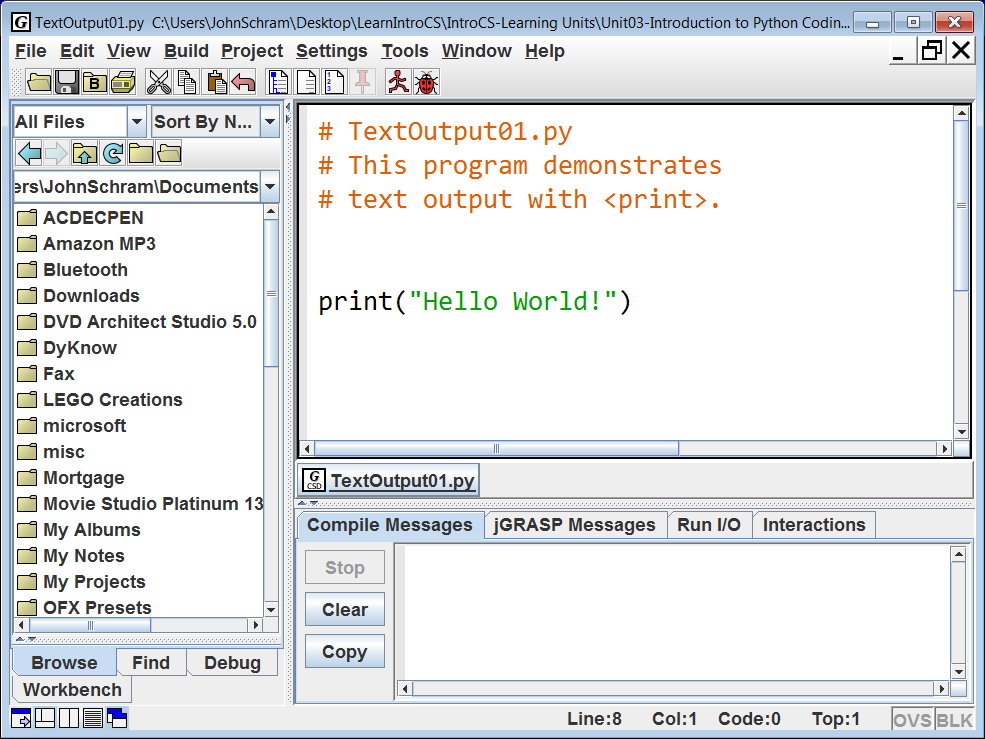 G TextOutput01.py C:\Users\JohnSchram\Desktop\LearnIntroCS\IntroCS-Learning Units\Unit03-Introduction to Python Codin...
File Edit View Build Project Settings Tools Window Help
B
1 2 3
All Files
Sort By N...
ers\JohnSchram\Documents
ACDECPEN
Amazon MP3
Bluetooth
Downloads
DVD Architect Studio 5.0
DyKnow
Fax
LEGO Creations
microsoft
misc
Mortgage
Movie Studio Platinum 13
My Albums
My Notes
My Projects
OFX Presets
Browse Find Debug
Workbench
# TextOutput01.py
# This program demonstrates
# text output with <print>.
print("Hello World!")
G CSD TextOutput01.py
Compile Messages jGRASP Messages Run I/O Interactions
Stop
Clear
Copy
Line:8 Col:1 Code:0 Top:1 OVS BLK